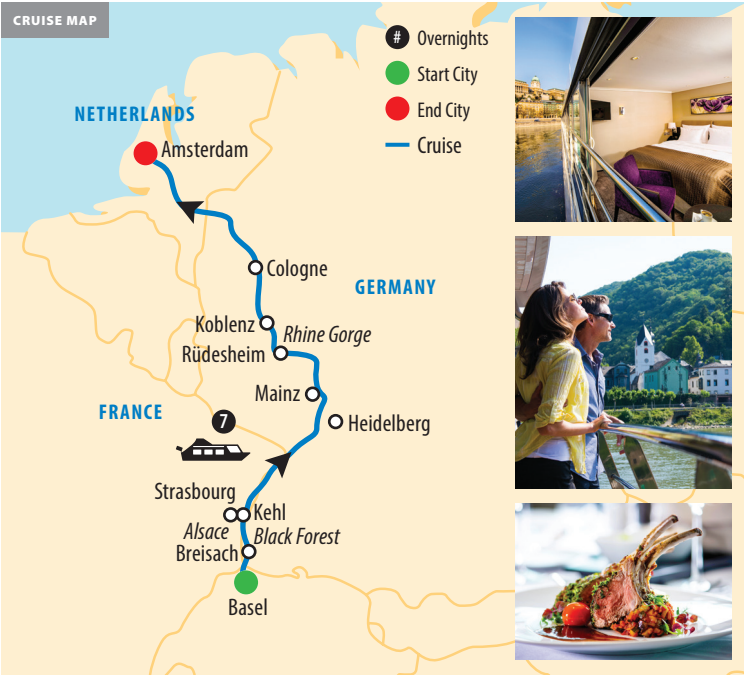 CRUISE MAP
# Overnights
Start City
End City
Cruise
NETHERLANDS
Amsterdam
Cologne
GERMANY
Koblenz
Rhine Gorge
Rüdesheim
Mainz
FRANCE
7
Heidelberg
Strasbourg
Kehl
Alsace
Black Forest
Breisach
Basel